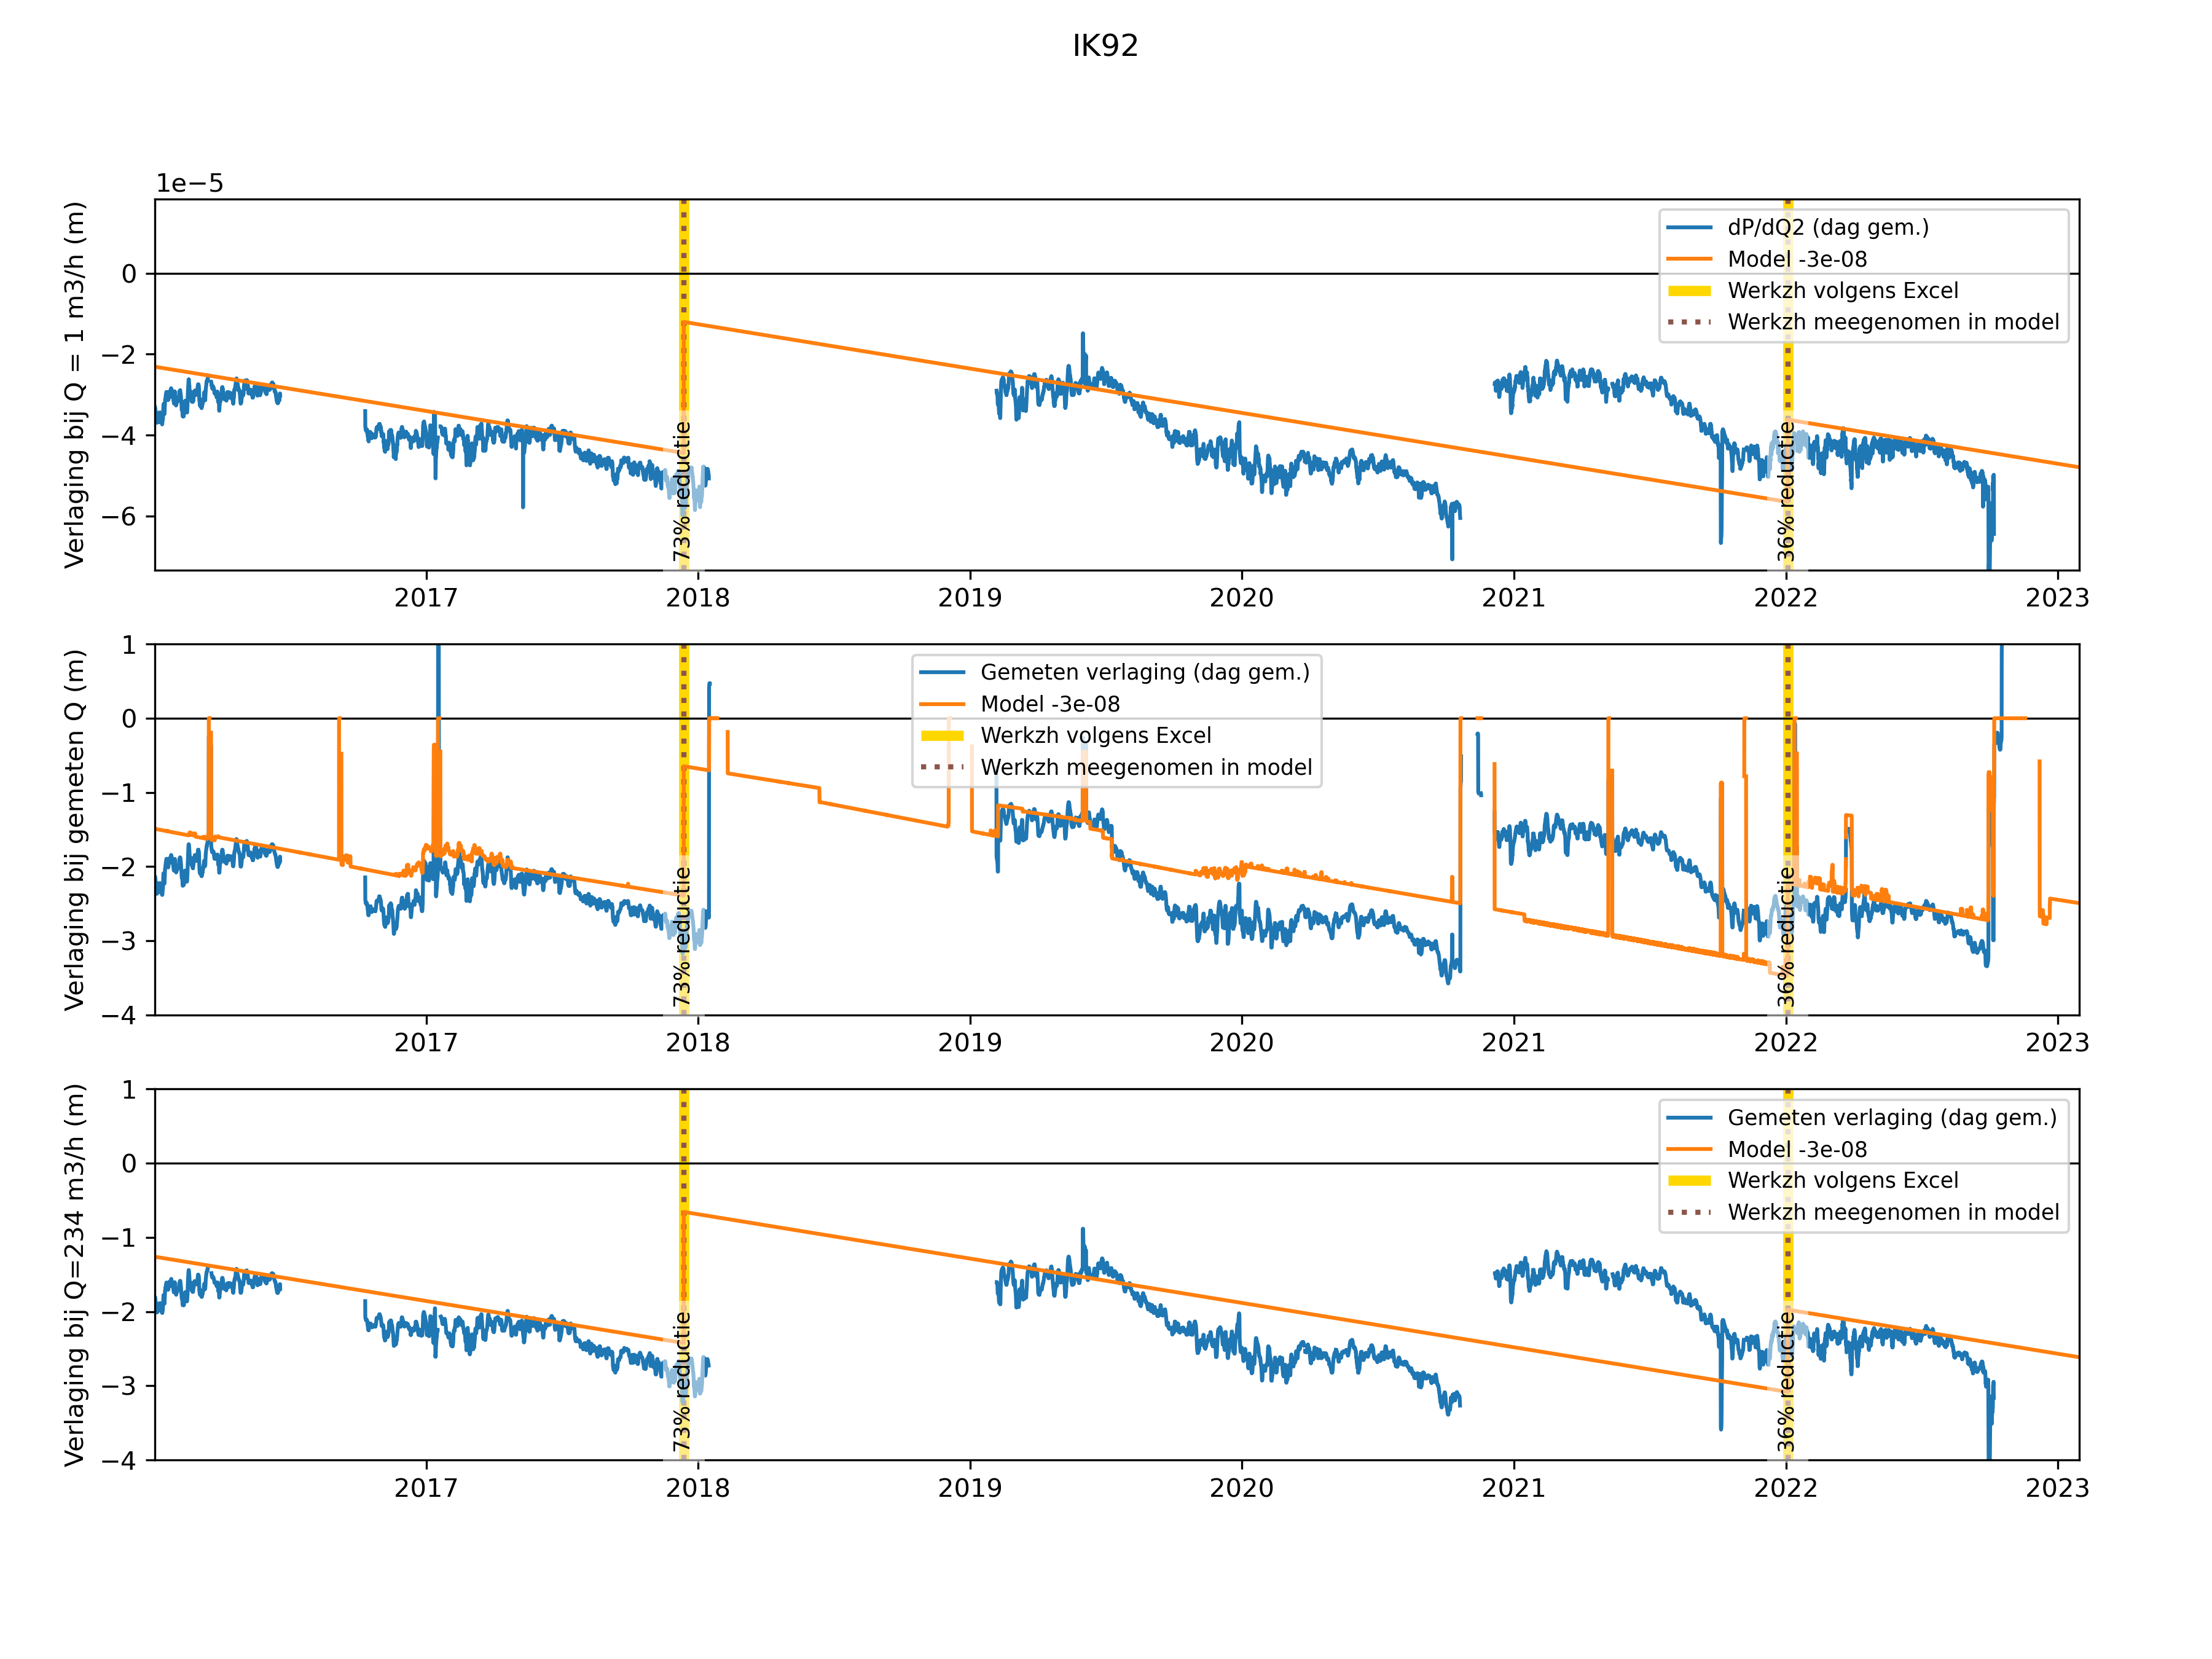 IK92
1e−5
Verlaging bij Q = 1 m3/h (m)
0
−2
−4
−6
dP/dQ2 (dag gem.)
Model -3e-08
Werkzh volgens Excel
Werkzh meegenomen in model
73% reductie
36% reductie
2017 2018 2019 2020 2021 2022 2023
Verlaging bij gemeten Q (m)
1
0
−1
−2
−3
−4
Gemeten verlaging (dag gem.)
Model -3e-08
Werkzh volgens Excel
Werkzh meegenomen in model
73% reductie
36% reductie
2017 2018 2019 2020 2021 2022 2023
Verlaging bij Q=234 m3/h (m)
1
0
−1
−2
−3
−4
Gemeten verlaging (dag gem.)
Model -3e-08
Werkzh volgens Excel
Werkzh meegenomen in model
73% reductie
36% reductie
2017 2018 2019 2020 2021 2022 2023